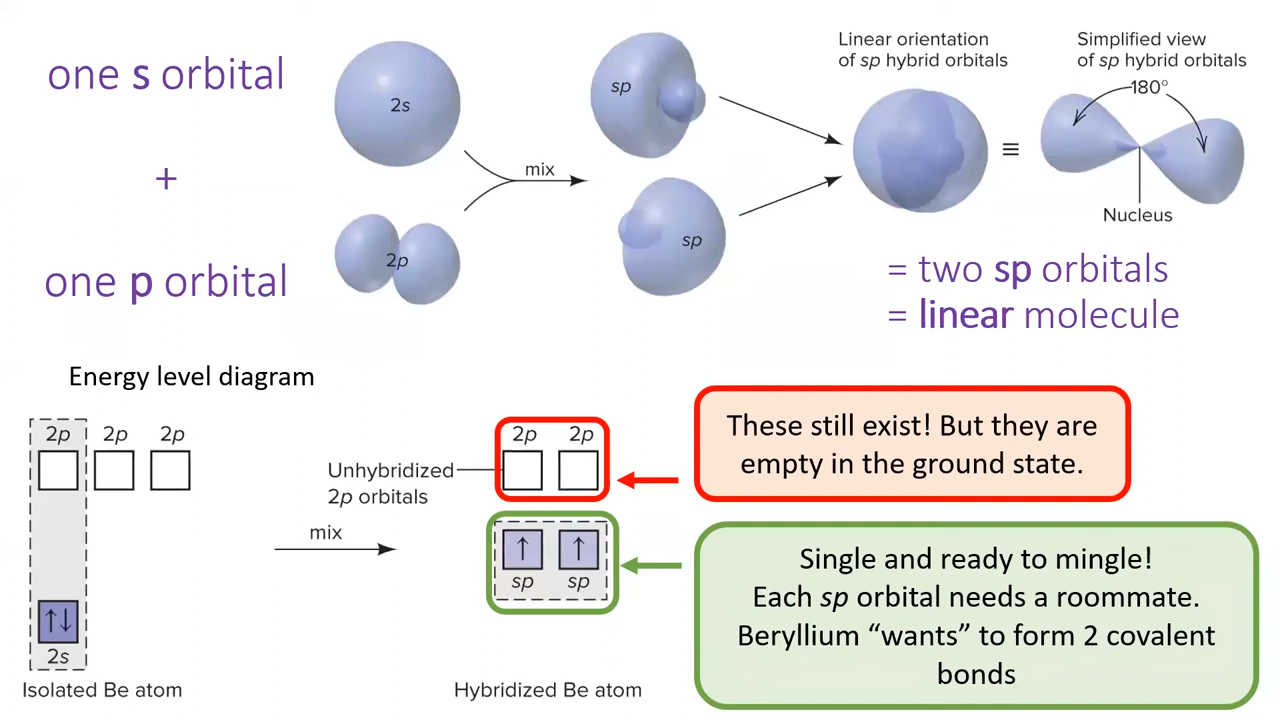 one s orbital
+
one p orbital
2s
2p
mix
sp
sp
Linear orientation
of sp hybrid orbitals
≡
Simplified view
of sp hybrid orbitals
180°
Nucleus
= two sp orbitals
= linear molecule
Energy level diagram
2p 2p 2p
↑↓
2s
Isolated Be atom
mix
Unhybridized
2p orbitals
2p 2p
↑ ↑
sp sp
Hybridized Be atom
These still exist! But they are
empty in the ground state.
Single and ready to mingle!
Each sp orbital needs a roommate.
Beryllium “wants” to form 2 covalent
bonds